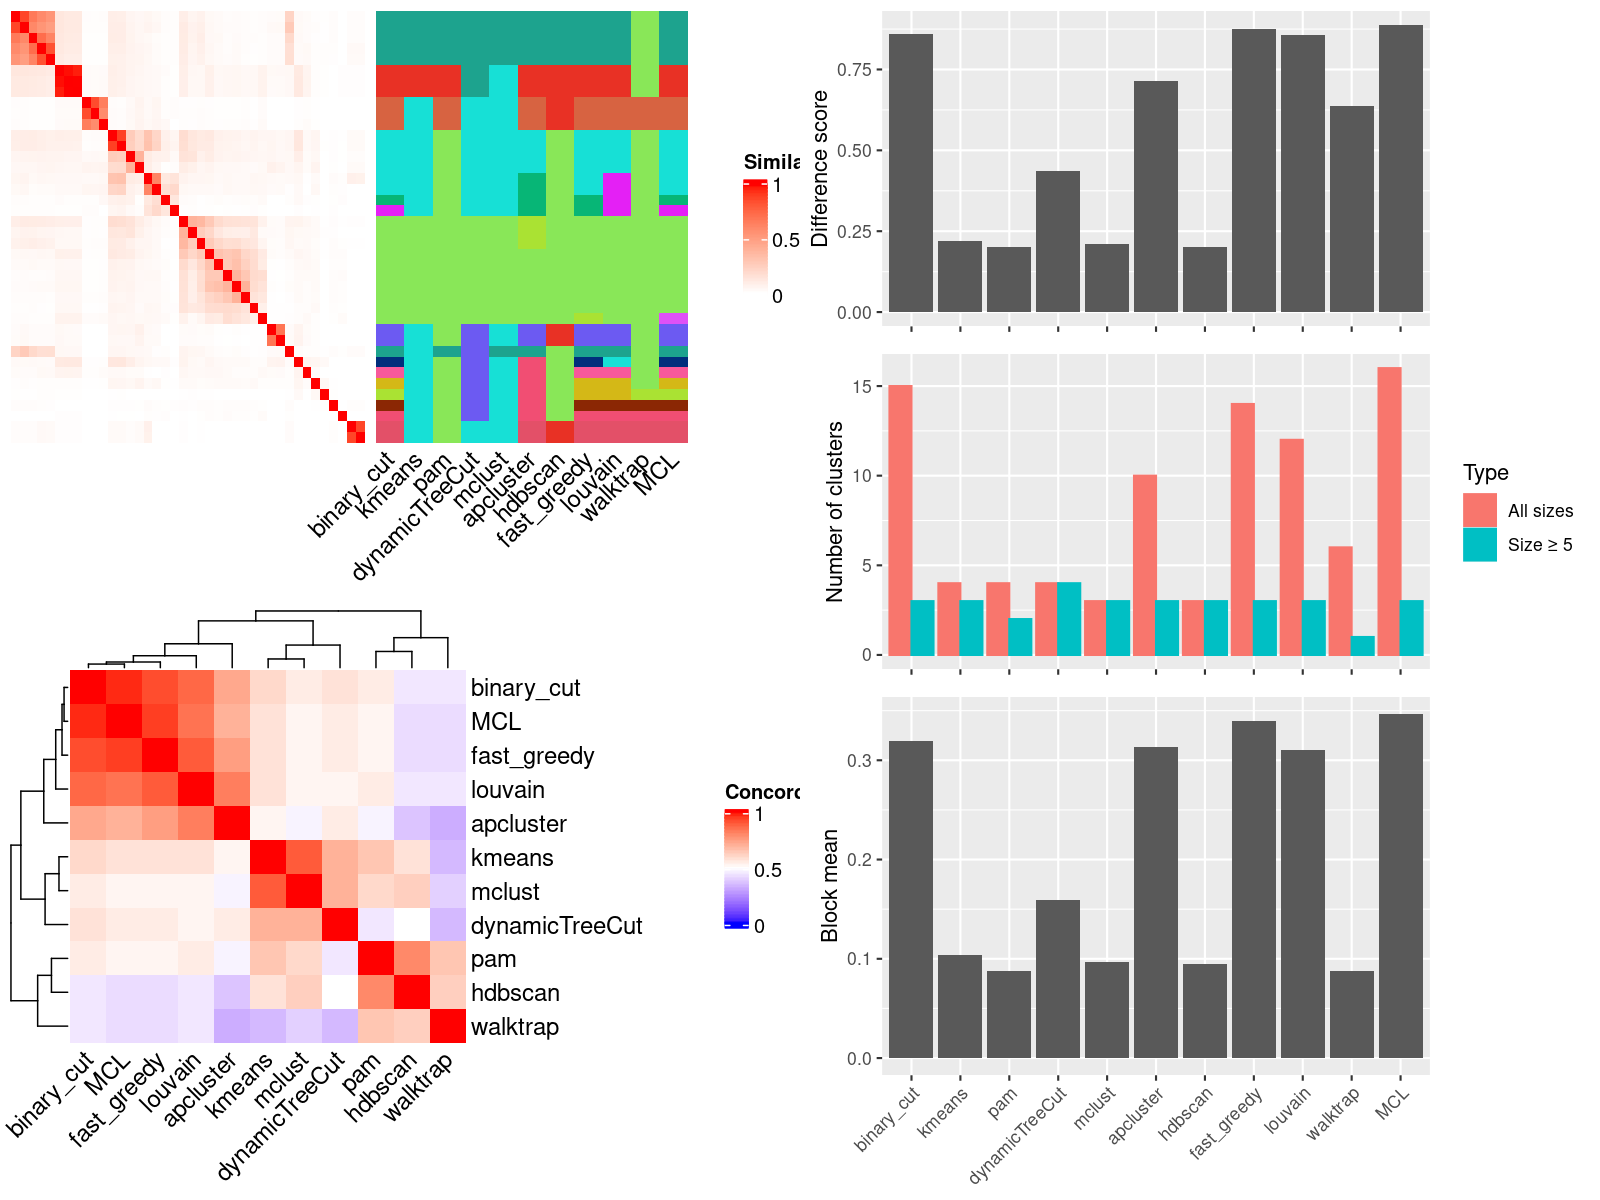 Simila
1
0.5
0
binary_cut
kmeans
pam
dynamicTreeCut
mclust
apcluster
hdbscan
fast_greedy
louvain
walktrap
MCL
Difference score
0.75
0.50
0.25
0.00
Number of clusters
15
10
5
0
Type
All sizes
Size ≥ 5
binary_cut
MCL
fast_greedy
louvain
apcluster
kmeans
mclust
dynamicTreeCut
pam
hdbscan
walktrap
binary_cut
MCL
fast_greedy
louvain
apcluster
kmeans
mclust
dynamicTreeCut
pam
hdbscan
walktrap
Concord
1
0.5
0
Block mean
0.3
0.2
0.1
0.0
binary_cut
kmeans
pam
dynamicTreeCut
mclust
apcluster
hdbscan
fast_greedy
louvain
walktrap
MCL